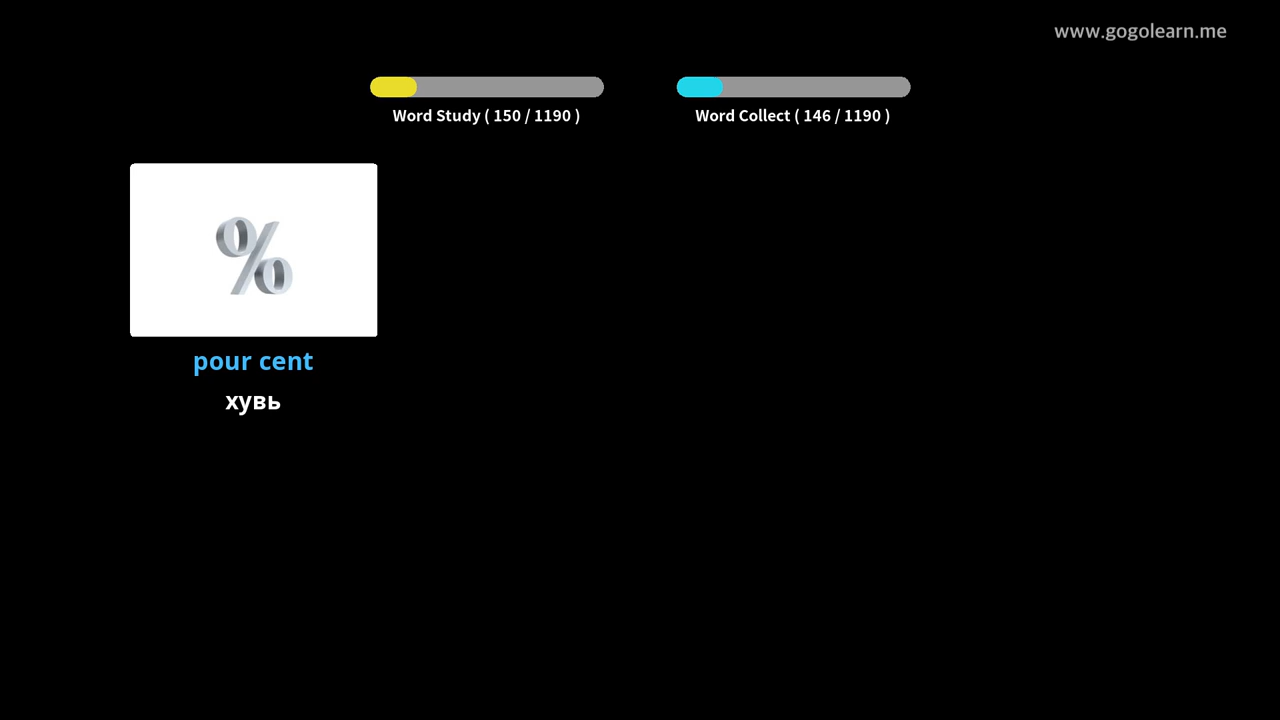 www.gogolearn.me
Word Study ( 150 / 1190 )
Word Collect ( 146 / 1190 )
%
pour cent
хувь